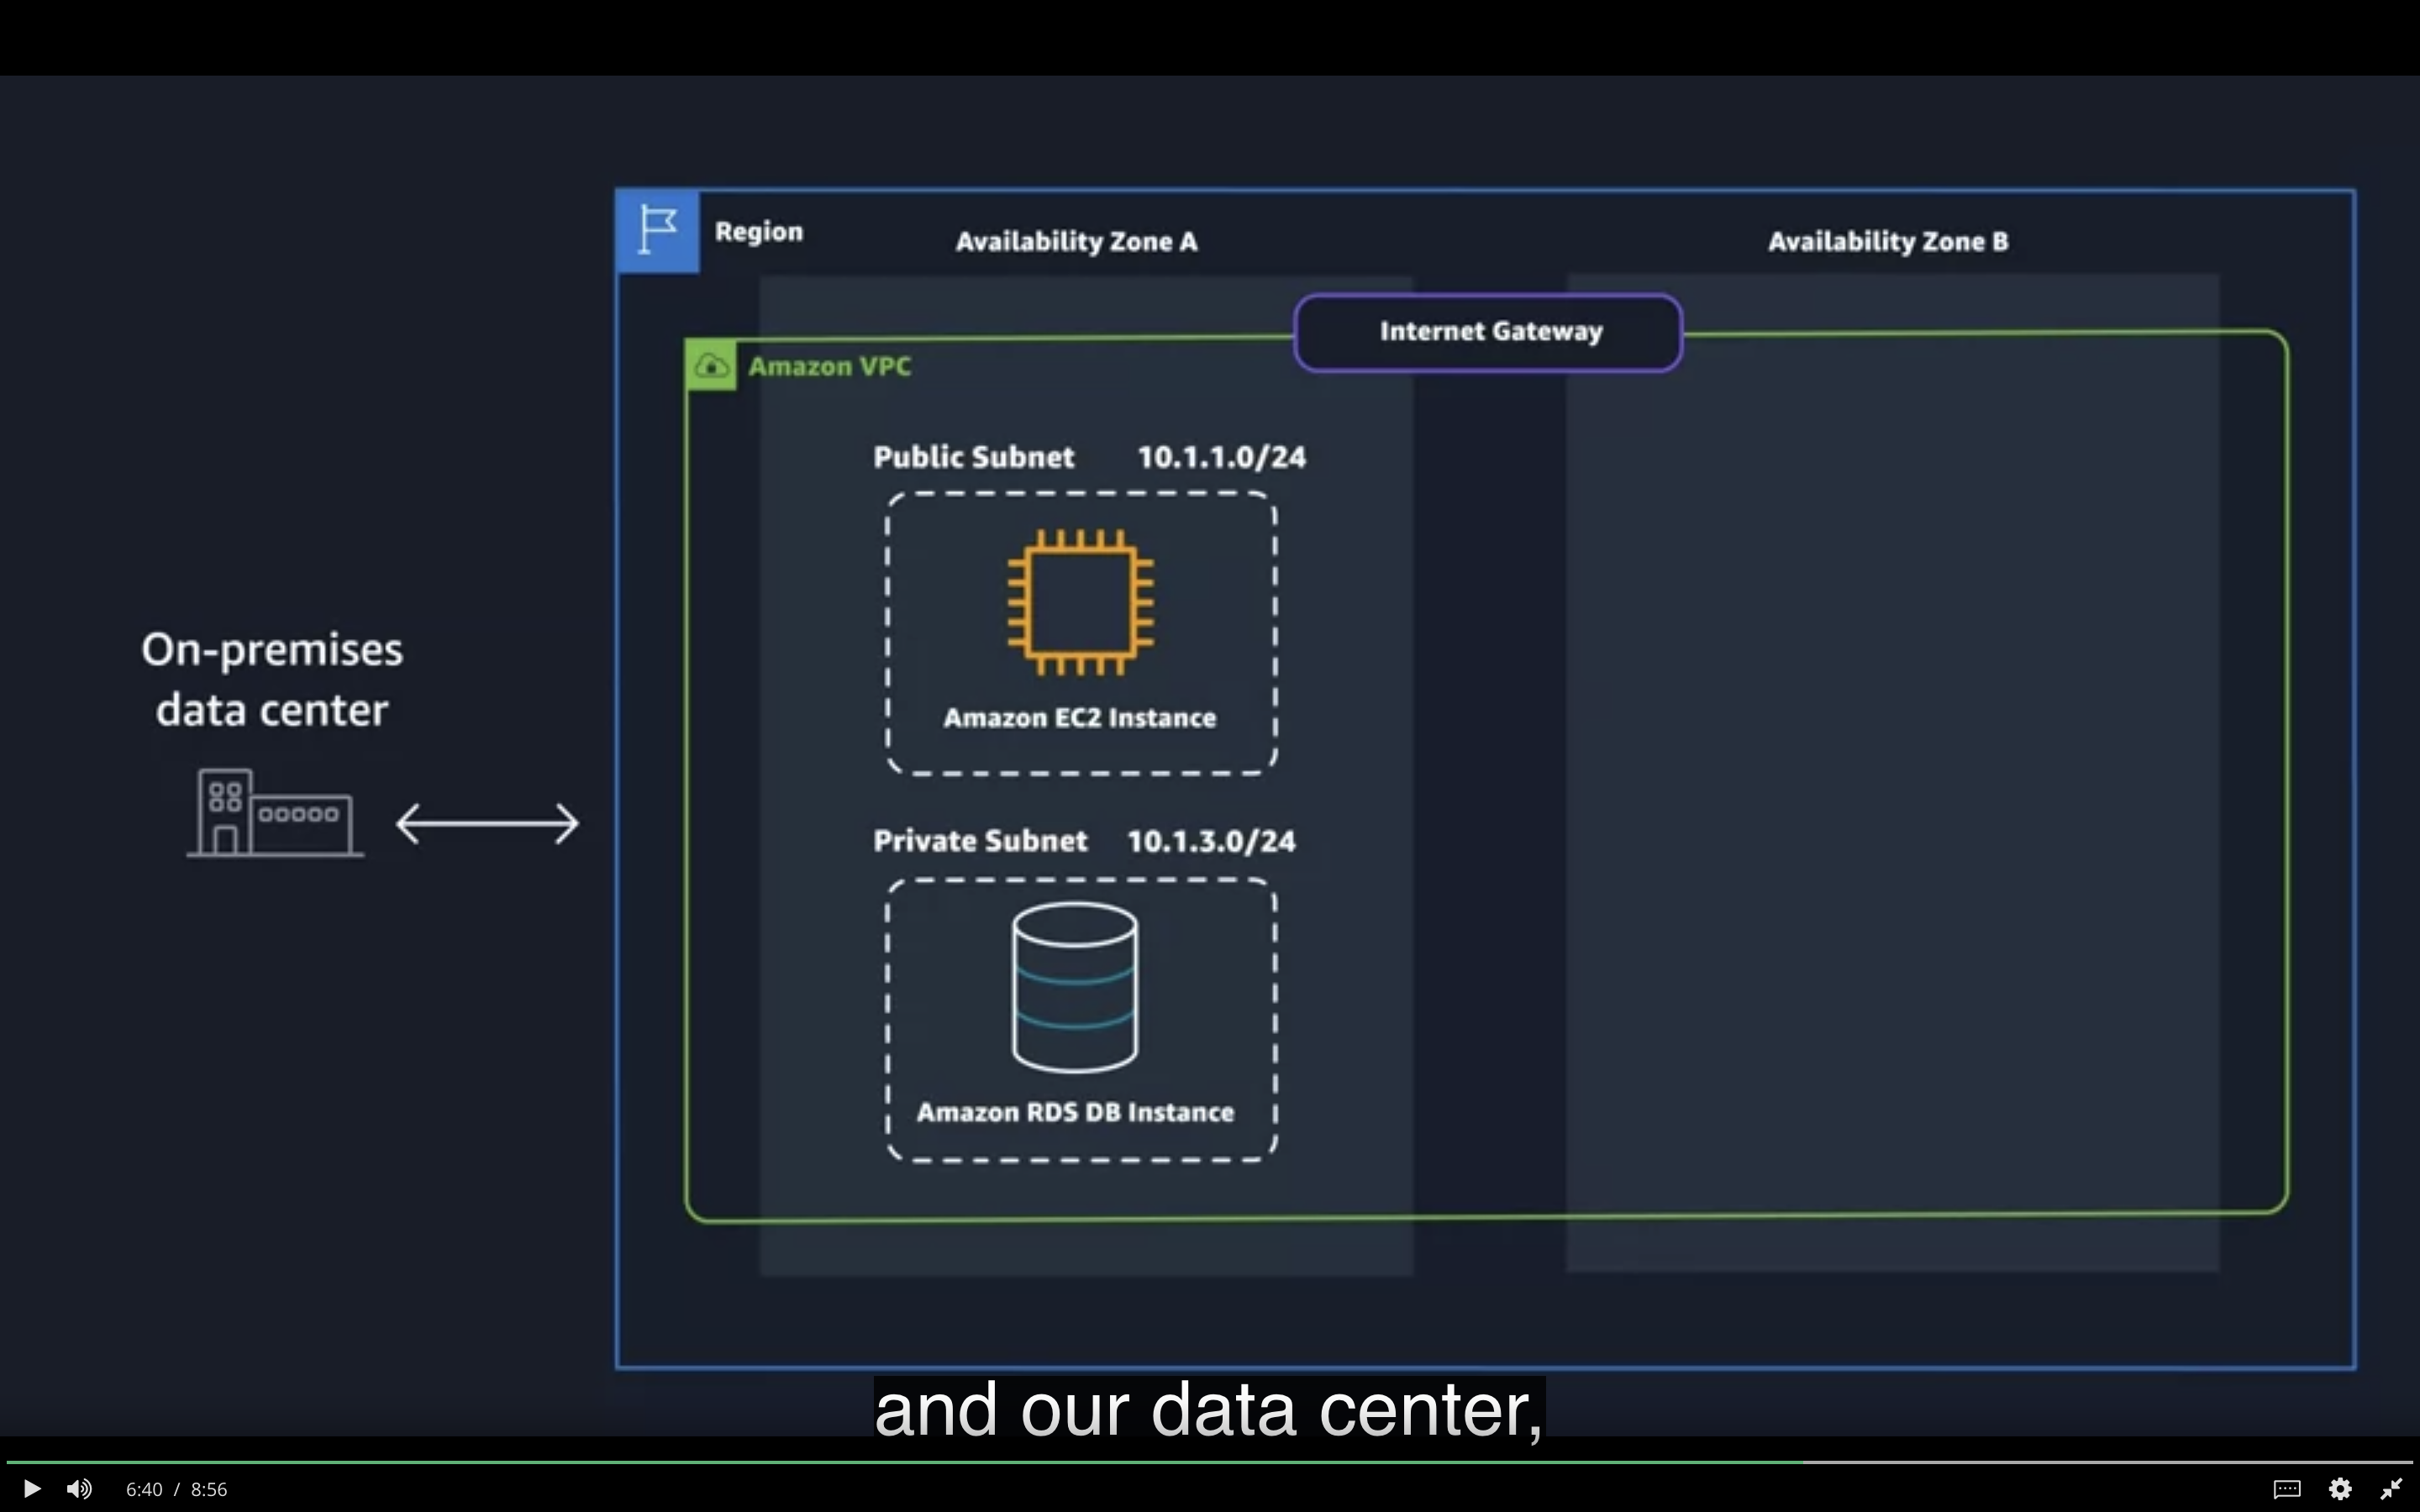 Region
Availability Zone A
Availability Zone B
Internet Gateway
Amazon VPC
Public Subnet 10.1.1.0/24
Amazon EC2 Instance
On-premises
data center
Private Subnet 10.1.3.0/24
Amazon RDS DB Instance
and our data center,
6:40 / 8:56